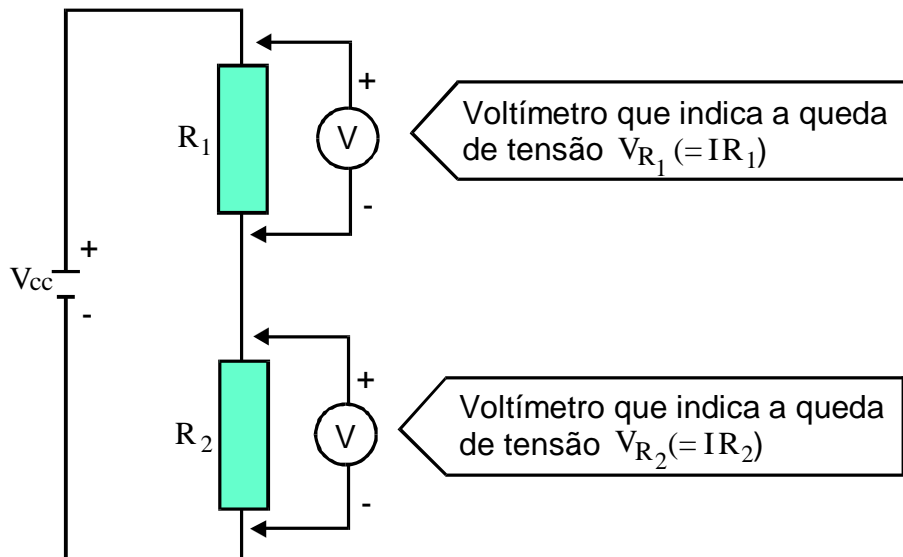 +
R1
V
Voltímetro que indica a queda
de tensão VR1 (= IR1)
-
+
Vcc
-
+
R2
V
Voltímetro que indica a queda
de tensão VR2 (= IR2)
-